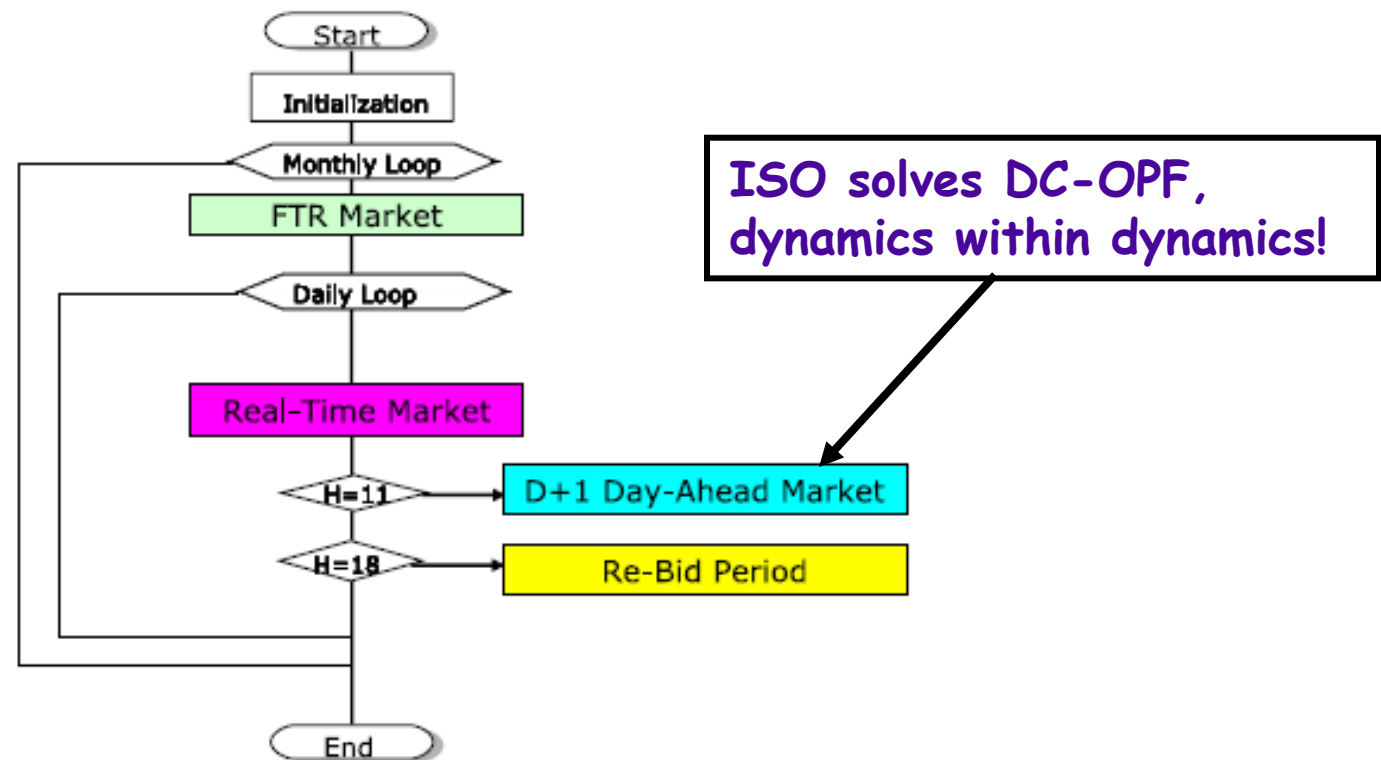 Start
Initialization
Monthly Loop
FTR Market
ISO solves DC-OPF,
dynamics within dynamics!
Daily Loop
Real-Time Market
H=11
D+1 Day-Ahead Market
H=18
Re-Bid Period
End